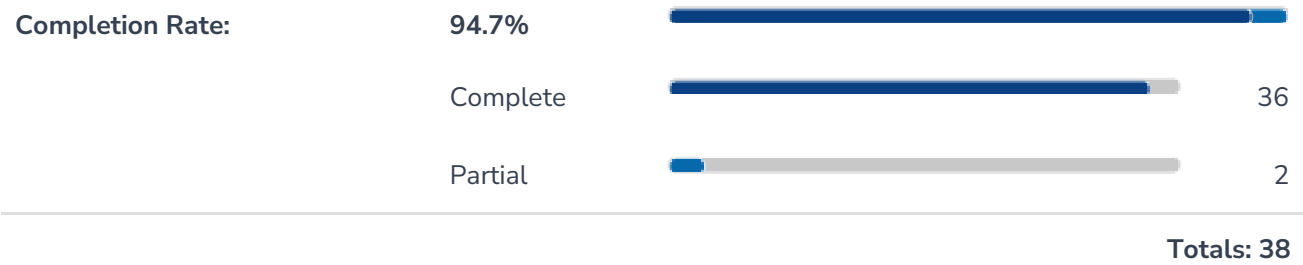 Completion Rate: 94.7%
Complete 36
Partial 2
Totals: 38